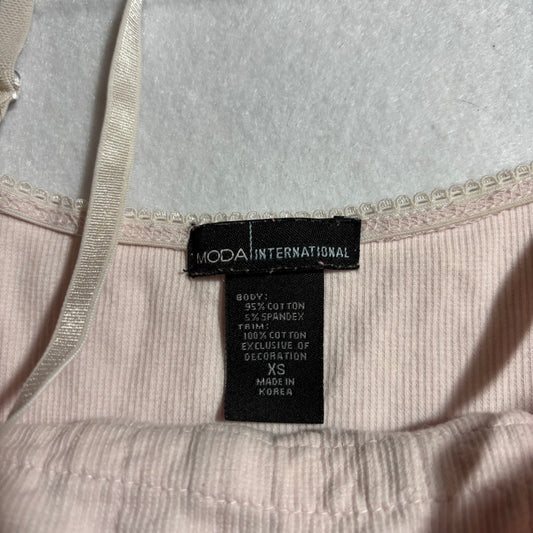 MODA INTERNATIONAL
BODY:
95% COTTON
5% SPANDEX
TRIM:
100% COTTON
EXCLUSIVE OF
DECORATION
XS
MADE IN
KOREA